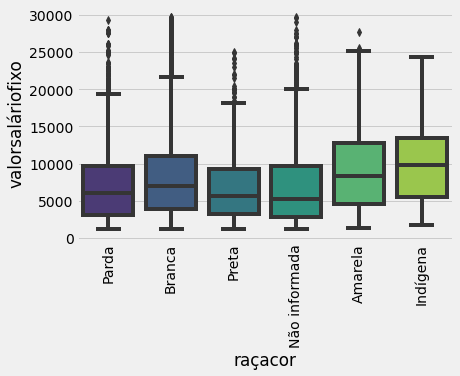 30000
25000
20000
15000
10000
5000
0
valorsaláriofixo
Parda
Branca
Preta
Não informada
Amarela
Indígena
raçacor